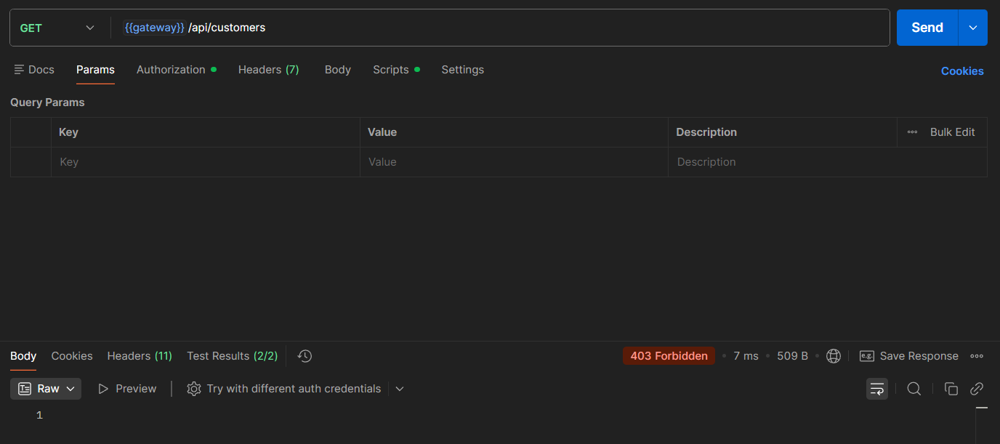 GET {{gateway}} /api/customers Send
Docs Params Authorization Headers (7) Body Scripts Settings Cookies
Query Params
Key Value Description Bulk Edit
Key Value Description
Body Cookies Headers (11) Test Results (2/2) 403 Forbidden 7 ms 509 B e.g. Save Response
Raw Preview Try with different auth credentials
1